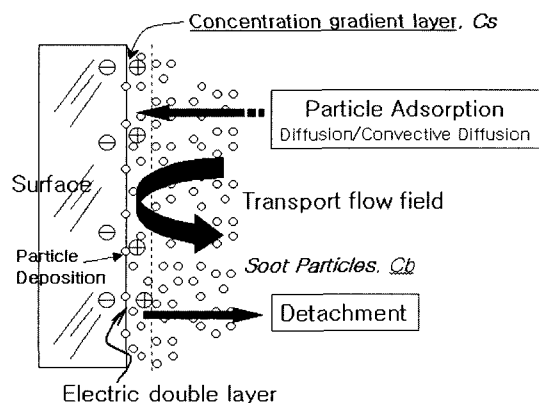 Concentration gradient layer, Cs
Particle Adsorption
Diffusion/Convective Diffusion
Surface
Transport flow field
Particle
Deposition
Soot Particles, Cb
Detachment
Electric double layer